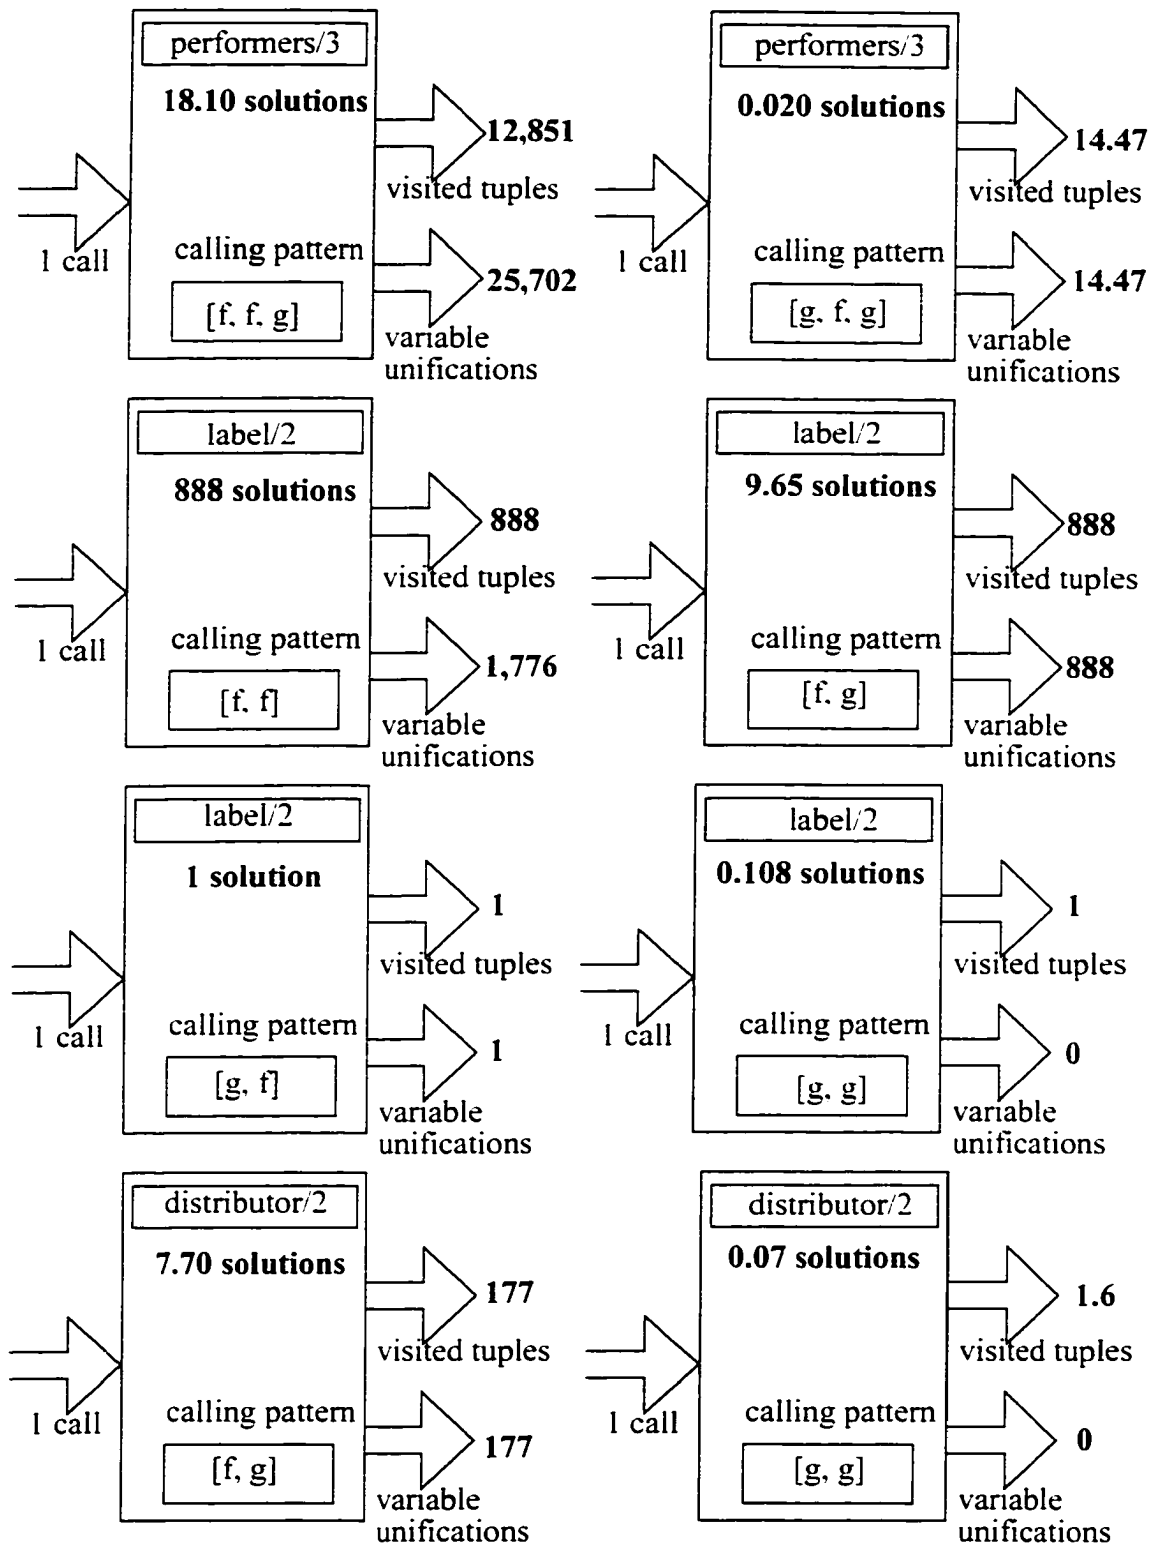 performers/3
18.10 solutions
12,851
visited tuples
1 call
calling pattern
25,702
[f, f, g]
variable
unifications
performers/3
0.020 solutions
14.47
visited tuples
1 call
calling pattern
14.47
[g, f, g]
variable
unifications
label/2
888 solutions
888
visited tuples
1 call
calling pattern
1,776
[f, f]
variable
unifications
label/2
9.65 solutions
888
visited tuples
1 call
calling pattern
888
[f, g]
variable
unifications
label/2
1 solution
1
visited tuples
1 call
calling pattern
1
[g, f]
variable
unifications
label/2
0.108 solutions
1
visited tuples
1 call
calling pattern
0
[g, g]
variable
unifications
distributor/2
7.70 solutions
177
visited tuples
1 call
calling pattern
177
[f, g]
variable
unifications
distributor/2
0.07 solutions
1.6
visited tuples
1 call
calling pattern
0
[g, g]
variable
unifications